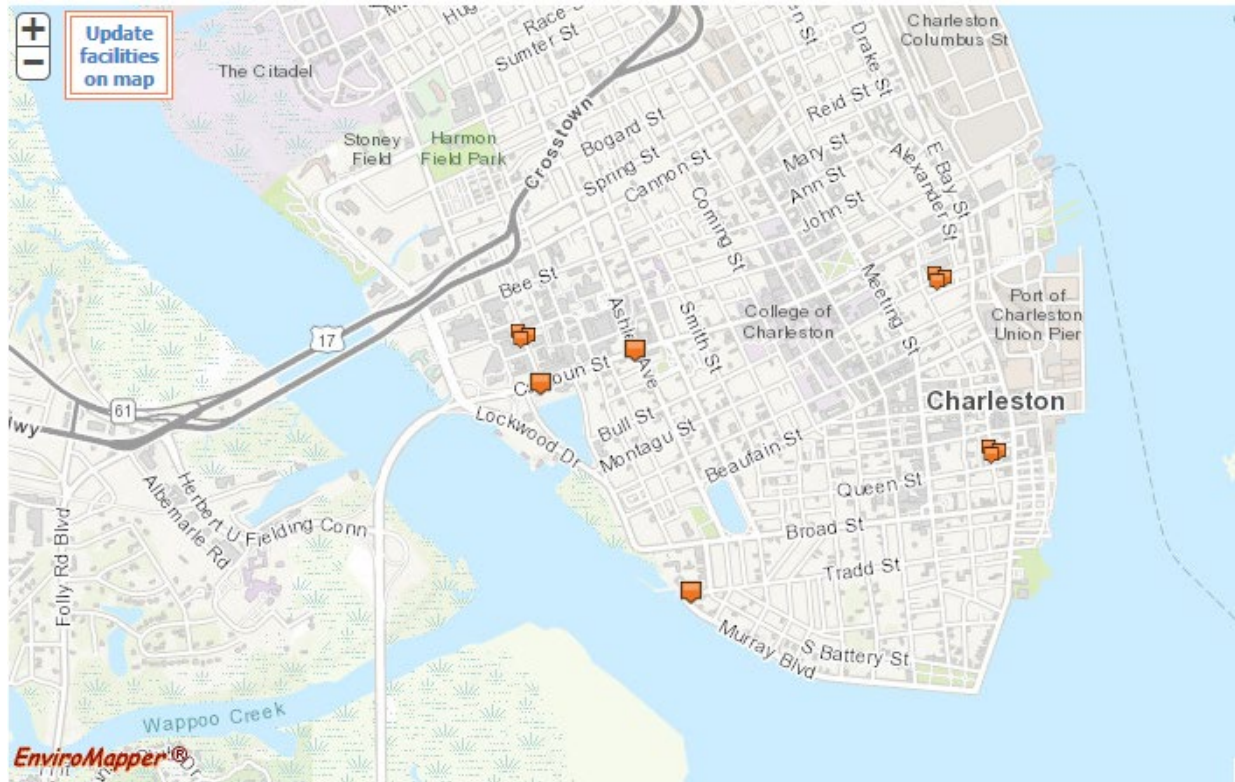 +
−
Update
facilities
on map
The Citadel
Race St
Sumter St
Drake St
Charleston
Columbus St
Stoney
Field
Harmon
Field Park
Crosstown
Bogard St
Spring St
Cannon St
Reid St
Mary St
Ann St
John St
E Bay St
Alexander St
Coming St
Bee St
17
61
Smith St
College of
Charleston
Meeting St
Port of
Charleston
Union Pier
Charleston
Lockwood Dr
Bull St
Montagu St
Beaufain St
Queen St
Broad St
Tradd St
Murray Blvd
S Battery St
Herbert U Fielding Conn
Albemarle Rd
Folly Rd Blvd
Wappoo Creek
EnviroMapper ®